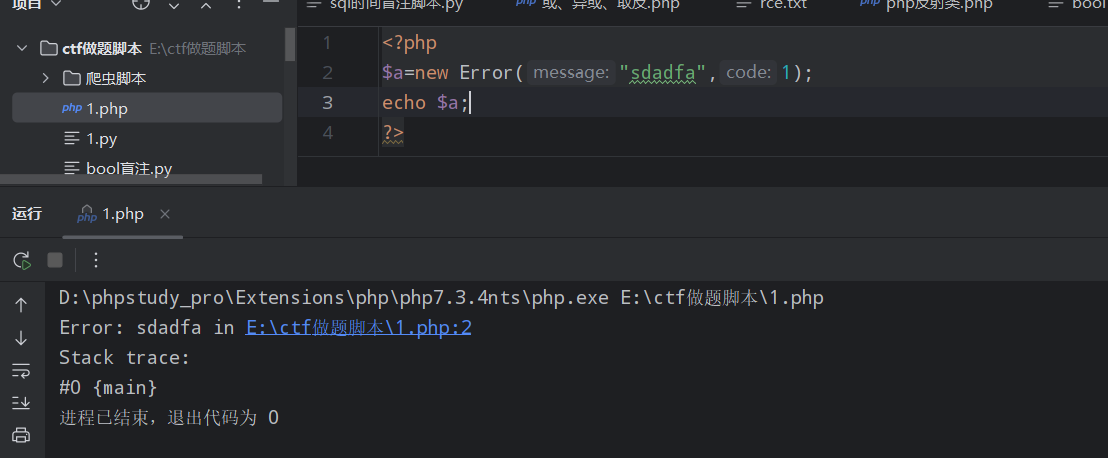 项目
sql时间盲注脚本.py
php 或、异或、取反.php
rce.txt
php php反射类.php
bool
ctf做题脚本 E:\ctf做题脚本
爬虫脚本
php 1.php
1.py
bool盲注.py
1 <?php
2 $a=new Error( message: "sdadfa", code: 1);
3 echo $a;
4 ?>
运行
php 1.php
D:\phpstudy_pro\Extensions\php\php7.3.4nts\php.exe E:\ctf做题脚本\1.php
Error: sdadfa in E:\ctf做题脚本\1.php:2
Stack trace:
#0 {main}
进程已结束，退出代码为 0